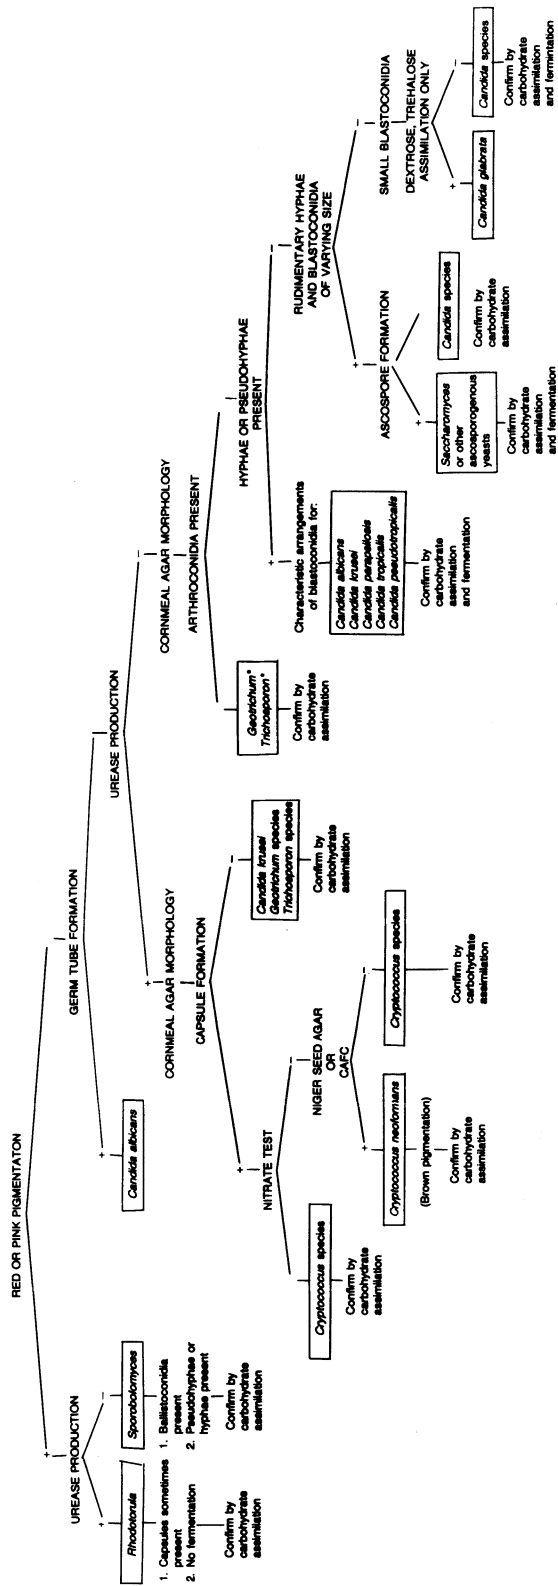 RED OR PINK PIGMENTATON
+
−
UREASE PRODUCTION
+
−
Rhodotorula
1. Capsules sometimes
present
2. No fermentation
Confirm by
carbohydrate
assimilation
Sporobolomyces
1. Ballistoconidia
present
2. Pseudohyphae or
hyphae present
Confirm by
carbohydrate
assimilation
GERM TUBE FORMATION
+
−
Candida albicans
UREASE PRODUCTION
+
−
CORNMEAL AGAR MORPHOLOGY
CAPSULE FORMATION
+
−
NITRATE TEST
+
−
Cryptococcus species
Confirm by
carbohydrate
assimilation
NIGER SEED AGAR
OR
CAFC
+
−
Cryptococcus neoformans
(Brown pigmentation)
Confirm by
carbohydrate
assimilation
Cryptococcus species
Confirm by
carbohydrate
assimilation
Candida krusei
Geotrichum species
Trichosporon species
Confirm by
carbohydrate
assimilation
CORNMEAL AGAR MORPHOLOGY
ARTHROCONIDIA PRESENT
+
−
Geotrichum*
Trichosporon*
Confirm by
carbohydrate
assimilation
HYPHAE OR PSEUDOHYPHAE
PRESENT
+
−
Characteristic arrangements
of blastoconidia for:
Candida albicans
Candida krusei
Candida parapsilosis
Candida tropicalis
Candida pseudotropicalis
Confirm by
carbohydrate
assimilation
and fermentation
RUDIMENTARY HYPHAE
AND BLASTOCONIDIA
OF VARYING SIZE
+
−
ASCOSPORE FORMATION
+
−
Saccharomyces
or other
ascosporogenous
yeasts
Confirm by
carbohydrate
assimilation
and fermentation
Candida species
Confirm by
carbohydrate
assimilation
SMALL BLASTOCONIDIA
DEXTROSE, TREHALOSE
ASSIMILATION ONLY
+
−
Candida glabrata
Candida species
Confirm by
carbohydrate
assimilation
and fermintation